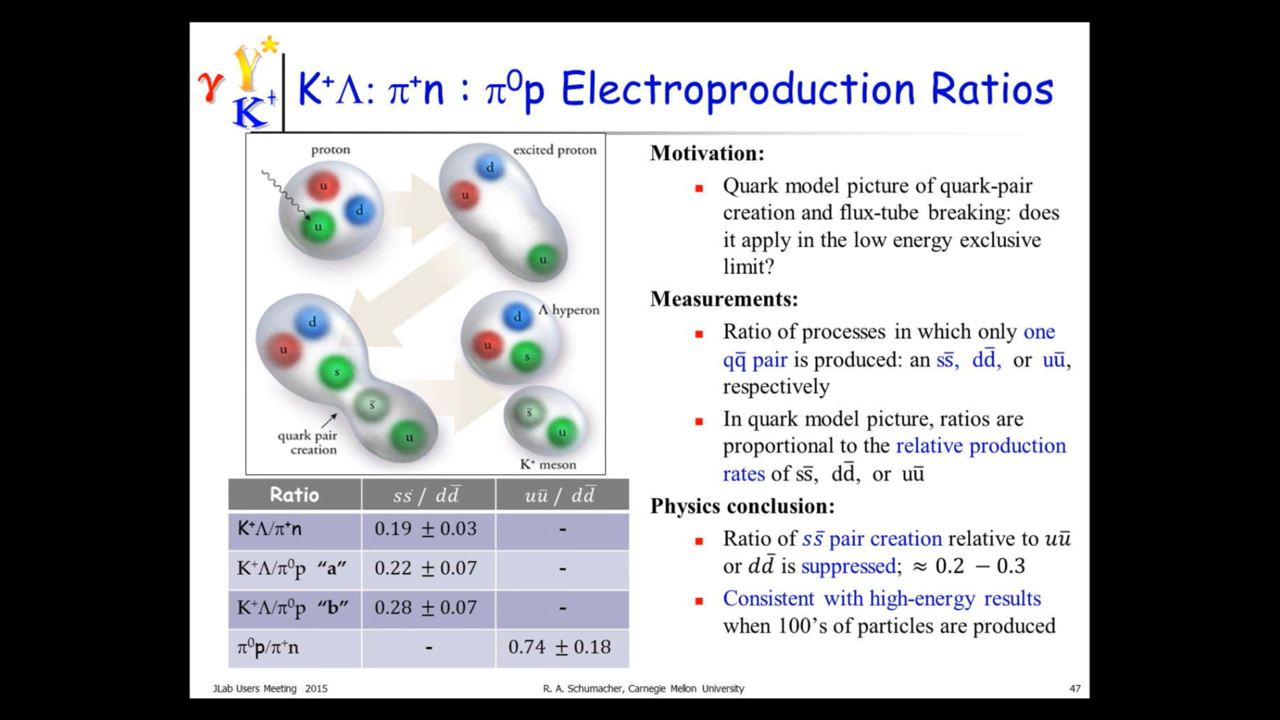 γ Y* K⁺
K⁺Λ: π⁺n : π⁰p Electroproduction Ratios
proton
excited proton
u
d
u
d
u
u
d
u
s
s̄
u
quark pair
creation
Λ hyperon
d
u
s
s̄
u
K⁺ meson
Ratio ss̄ / dd̄ uū / dd̄
K⁺Λ/π⁺n 0.19 ± 0.03 -
K⁺Λ/π⁰p “a” 0.22 ± 0.07 -
K⁺Λ/π⁰p “b” 0.28 ± 0.07 -
π⁰p/π⁺n - 0.74 ± 0.18
Motivation:
Quark model picture of quark-pair
creation and flux-tube breaking: does
it apply in the low energy exclusive
limit?
Measurements:
Ratio of processes in which only one
qq̄ pair is produced: an ss̄, dd̄, or uū,
respectively
In quark model picture, ratios are
proportional to the relative production
rates of ss̄, dd̄, or uū
Physics conclusion:
Ratio of ss̄ pair creation relative to uū
or dd̄ is suppressed; ≈ 0.2 − 0.3
Consistent with high-energy results
when 100’s of particles are produced
JLab Users Meeting 2015
R. A. Schumacher, Carnegie Mellon University
47